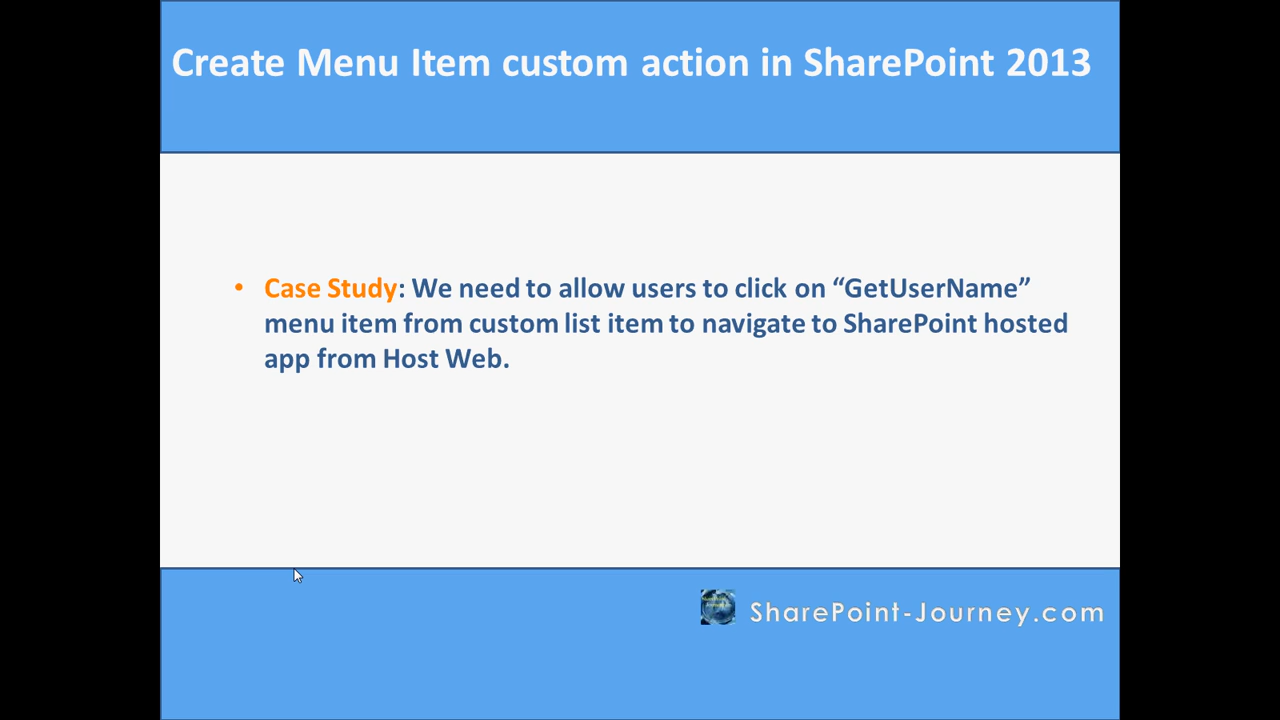 Create Menu Item custom action in SharePoint 2013
• Case Study: We need to allow users to click on “GetUserName”
menu item from custom list item to navigate to SharePoint hosted
app from Host Web.
SharePoint-Journey.com